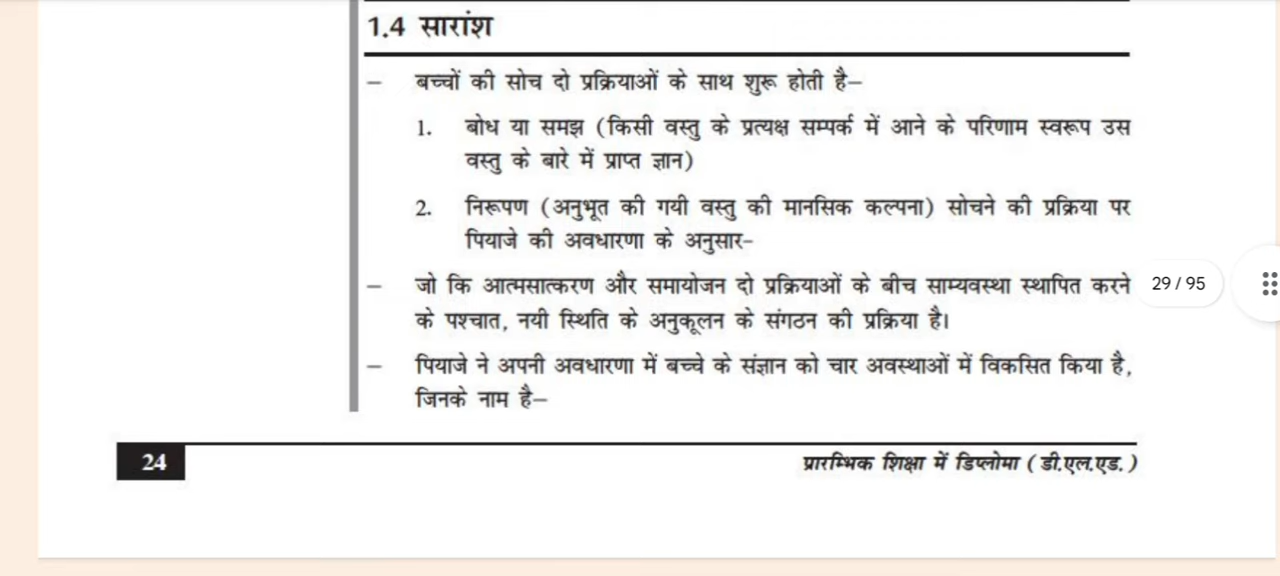 1.4 सारांश
– बच्चों की सोच दो प्रक्रियाओं के साथ शुरू होती है–
1. बोध या समझ (किसी वस्तु के प्रत्यक्ष सम्पर्क में आने के परिणाम स्वरूप उस
वस्तु के बारे में प्राप्त ज्ञान)
2. निरूपण (अनुभूत की गयी वस्तु की मानसिक कल्पना) सोचने की प्रक्रिया पर
पियाजे की अवधारणा के अनुसार-
– जो कि आत्मसात्करण और समायोजन दो प्रक्रियाओं के बीच साम्यवस्था स्थापित करने
के पश्चात, नयी स्थिति के अनुकूलन के संगठन की प्रक्रिया है।
– पियाजे ने अपनी अवधारणा में बच्चे के संज्ञान को चार अवस्थाओं में विकसित किया है,
जिनके नाम है–
29 / 95
24
प्रारम्भिक शिक्षा में डिप्लोमा (डी.एल.एड.)